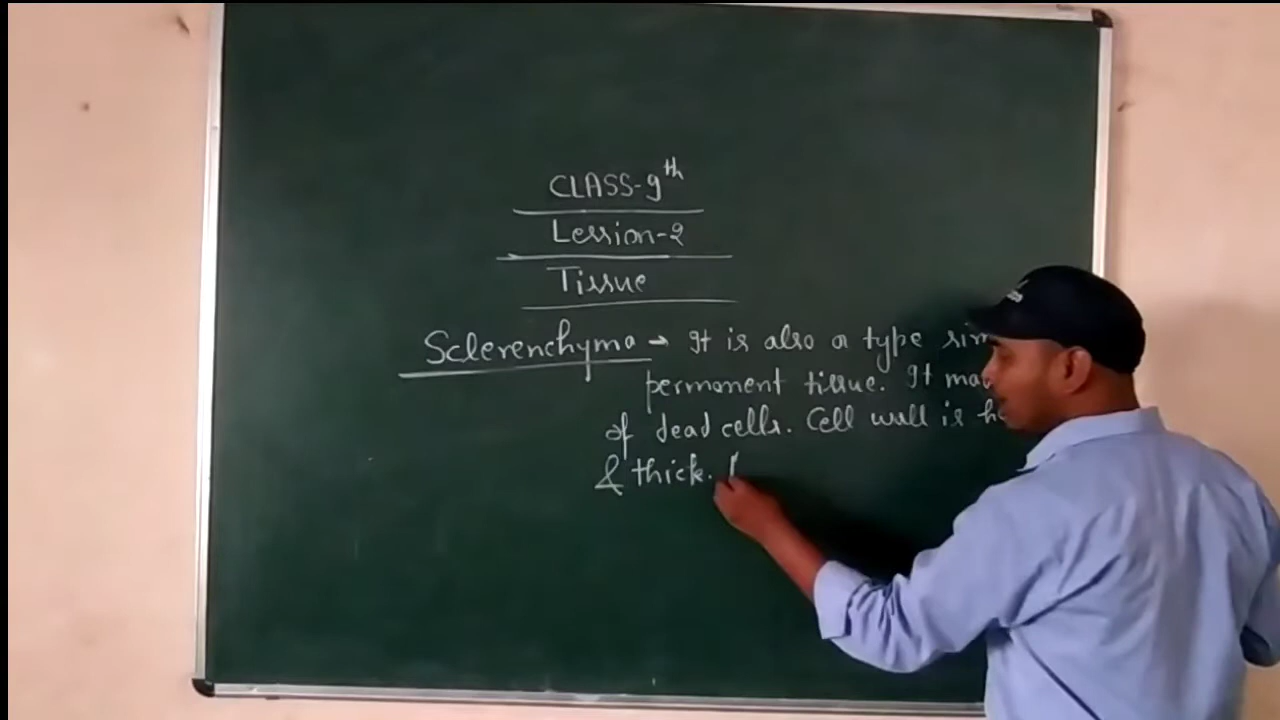 CLASS-9th
Lession-2
Tissue
Sclerenchyma → It is also a type
permanent tissue. It
of dead cells. Cell wall is
& thick.